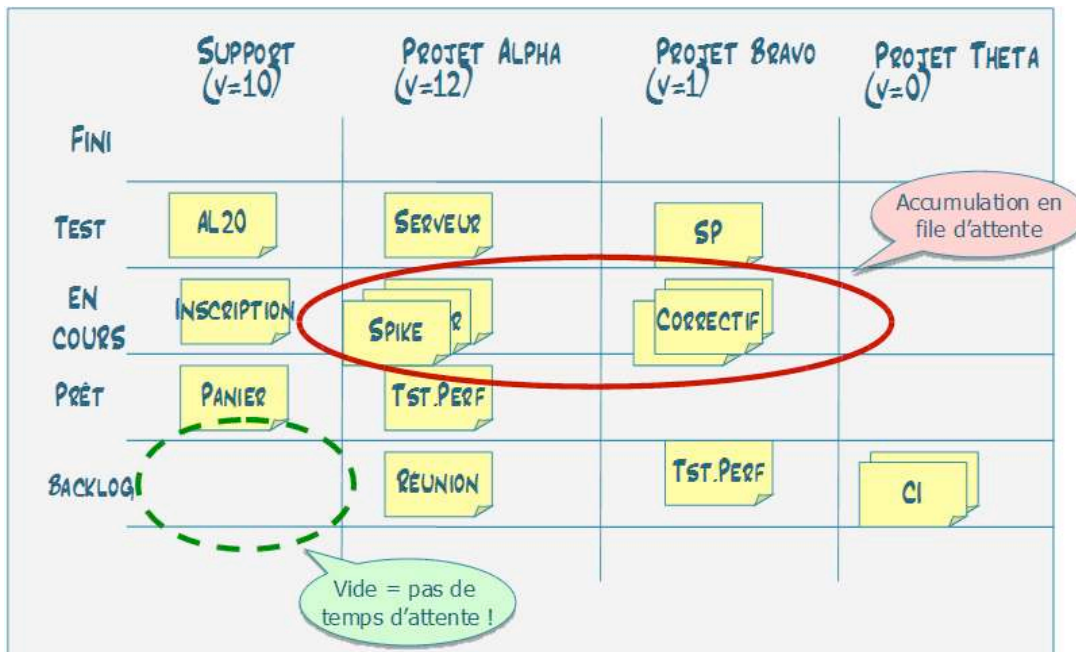 SUPPORT
(V=10)
PROJET ALPHA
(V=12)
PROJET BRAVO
(V=1)
PROJET THETA
(V=0)
FINI
TEST
AL20
SERVEUR
SP
Accumulation en
file d'attente
EN
COURS
INSCRIPTION
SPIKE
CORRECTIF
PRÊT
PANIER
TST.PERF
BACKLOG
RÉUNION
TST.PERF
CI
Vide = pas de
temps d'attente !